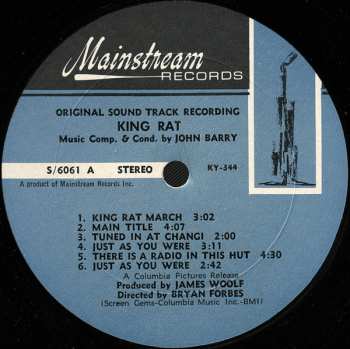 Mainstream
RECORDS
ORIGINAL SOUND TRACK RECORDING
KING RAT
Music Comp. & Cond. by JOHN BARRY
S/6061 A STEREO KY-344
A product of Mainstream Records Inc.
1. KING RAT MARCH 3:02
2. MAIN TITLE 4:07
3. TUNED IN AT CHANGI 2:00
4. JUST AS YOU WERE 3:11
5. THERE IS A RADIO IN THIS HUT 4:30
6. JUST AS YOU WERE 2:42
A Columbia Pictures Release
Produced by JAMES WOOLF
Directed by BRYAN FORBES
(Screen Gems-Columbia Music Inc.-BMI)